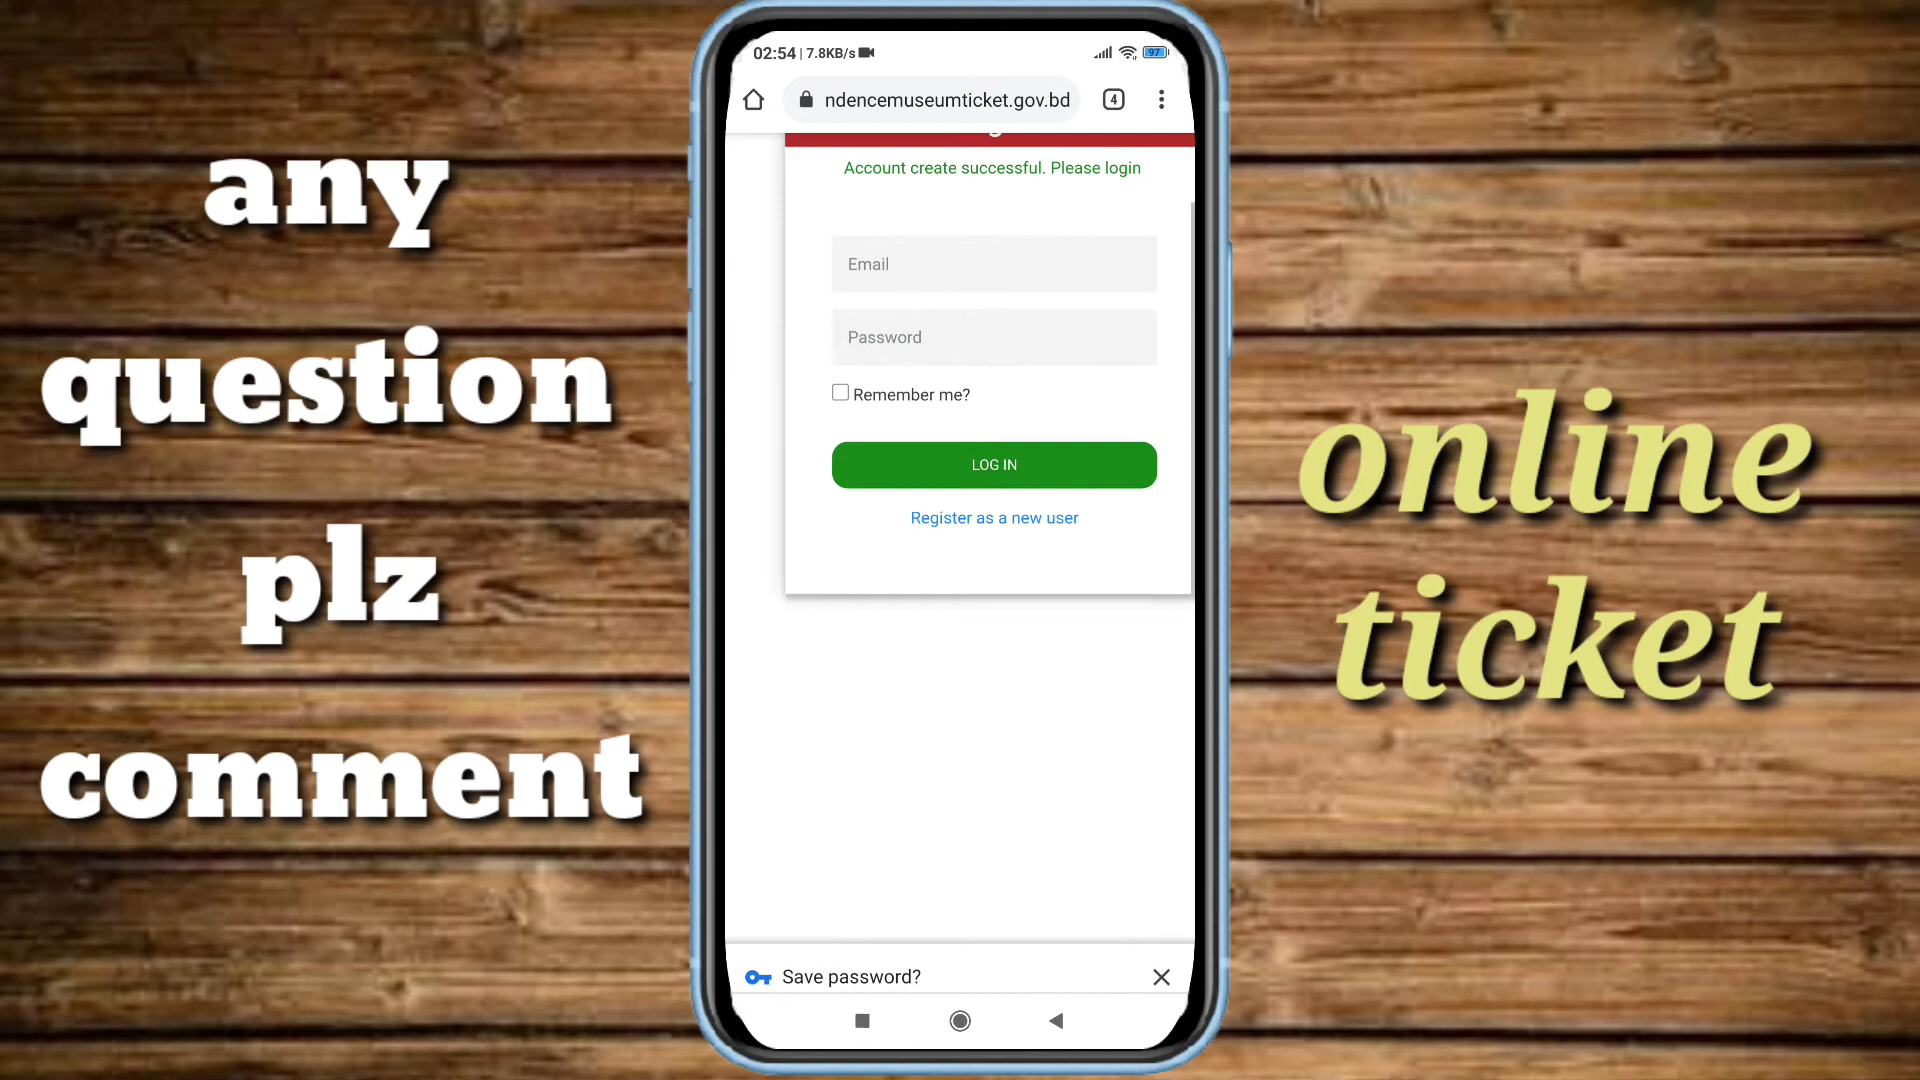 any
question
plz
comment
02:54 | 7.8KB/s
97
ndencemuseumticket.gov.bd
4
Account create successful. Please login
Email
Password
Remember me?
LOG IN
Register as a new user
Save password?
online
ticket